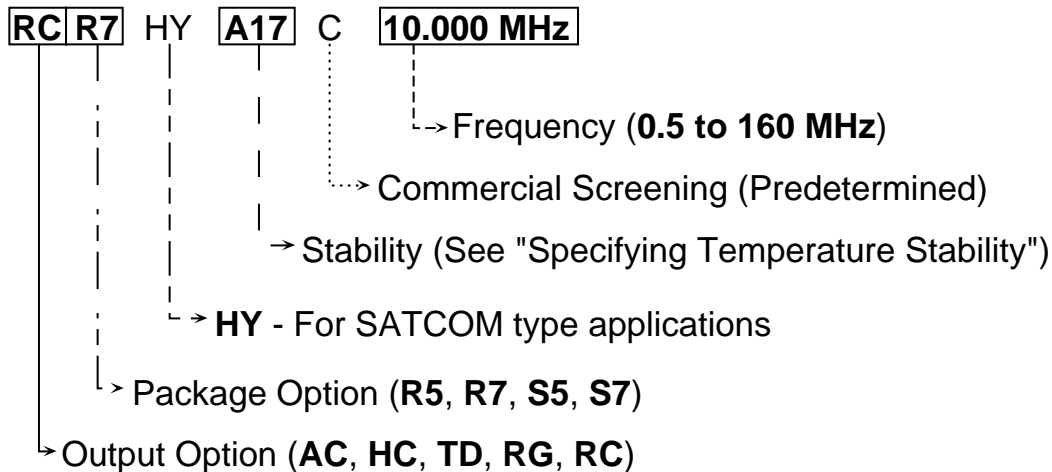 RC R7 HY A17 C 10.000 MHz
Frequency (0.5 to 160 MHz)
Commercial Screening (Predetermined)
Stability (See "Specifying Temperature Stability")
HY - For SATCOM type applications
Package Option (R5, R7, S5, S7)
Output Option (AC, HC, TD, RG, RC)